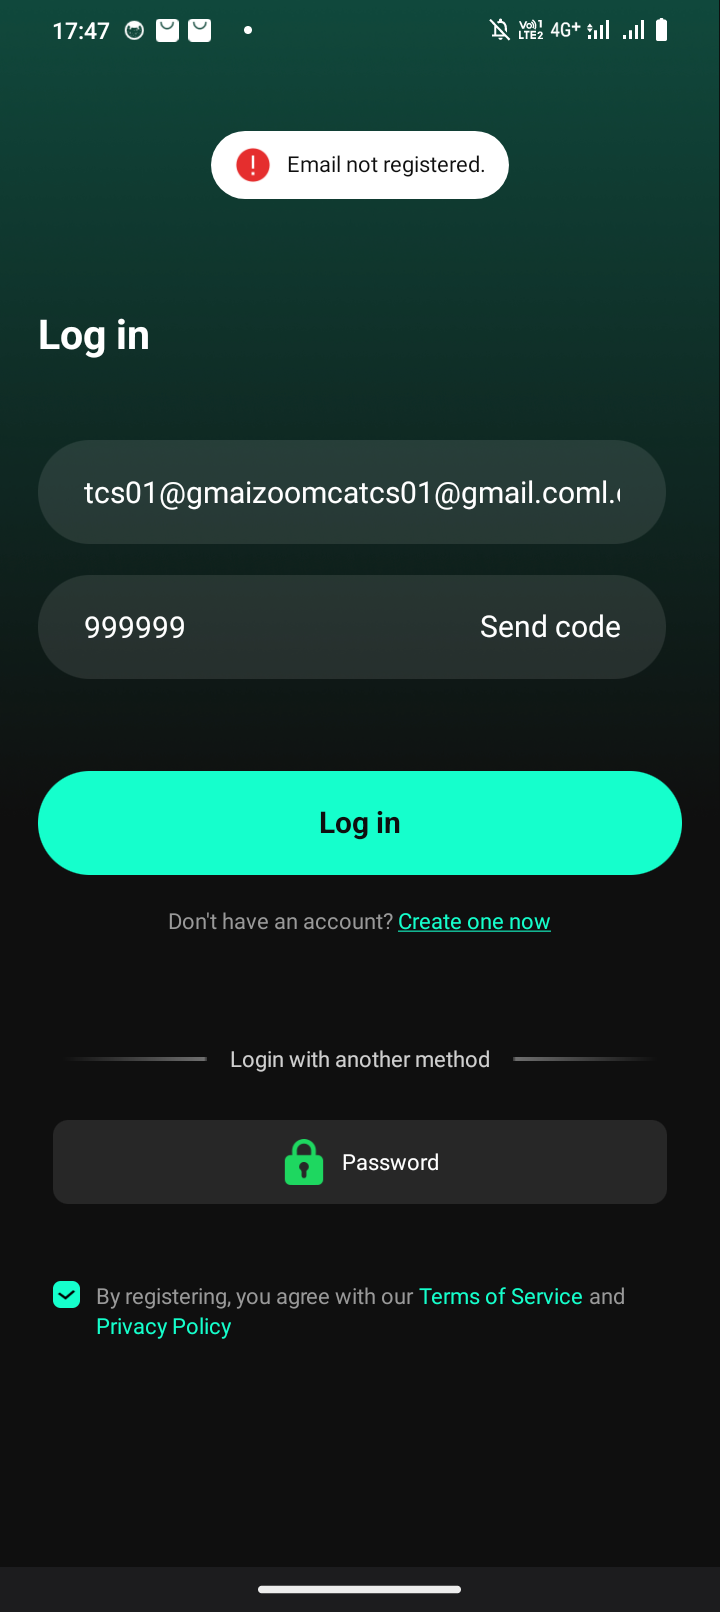 17:47
Vo)) 1
LTE2
4G+
Email not registered.
Log in
tcs01@gmaizoomcatcs01@gmail.coml.
999999
Send code
Log in
Don't have an account? Create one now
Login with another method
Password
By registering, you agree with our Terms of Service and
Privacy Policy